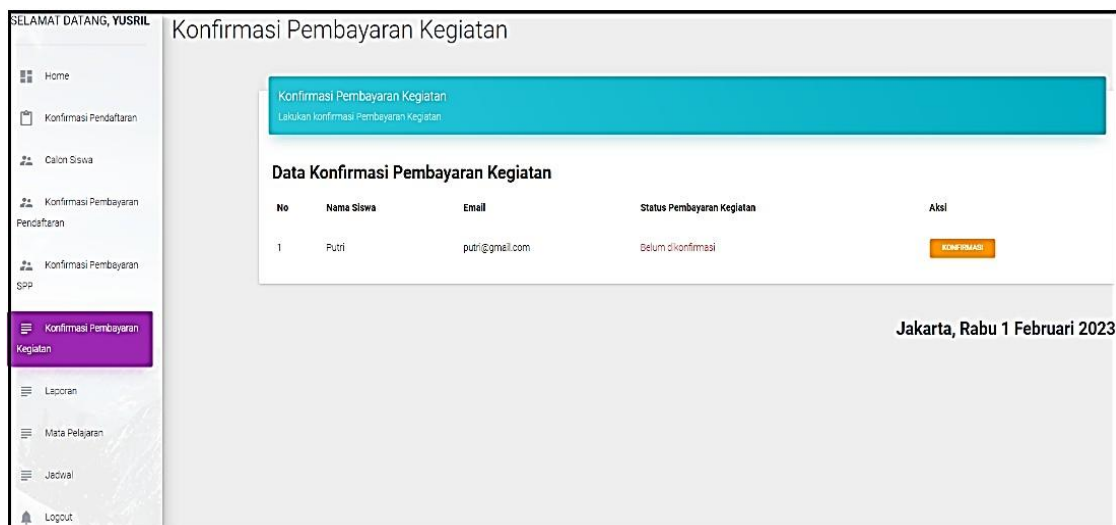 SELAMAT DATANG, YUSRIL
Home
Konfirmasi Pendaftaran
Calon Siswa
Konfirmasi Pembayaran
Pendaftaran
Konfirmasi Pembayaran
SPP
Konfirmasi Pembayaran
Kegiatan
Laporan
Mata Pelajaran
Jadwal
Logout
Konfirmasi Pembayaran Kegiatan
Konfirmasi Pembayaran Kegiatan
Lakukan konfirmasi Pembayaran Kegiatan
Data Konfirmasi Pembayaran Kegiatan
No Nama Siswa Email Status Pembayaran Kegiatan Aksi
1 Putri putri@gmail.com Belum dikonfirmasi KONFIRMASI
Jakarta, Rabu 1 Februari 2023